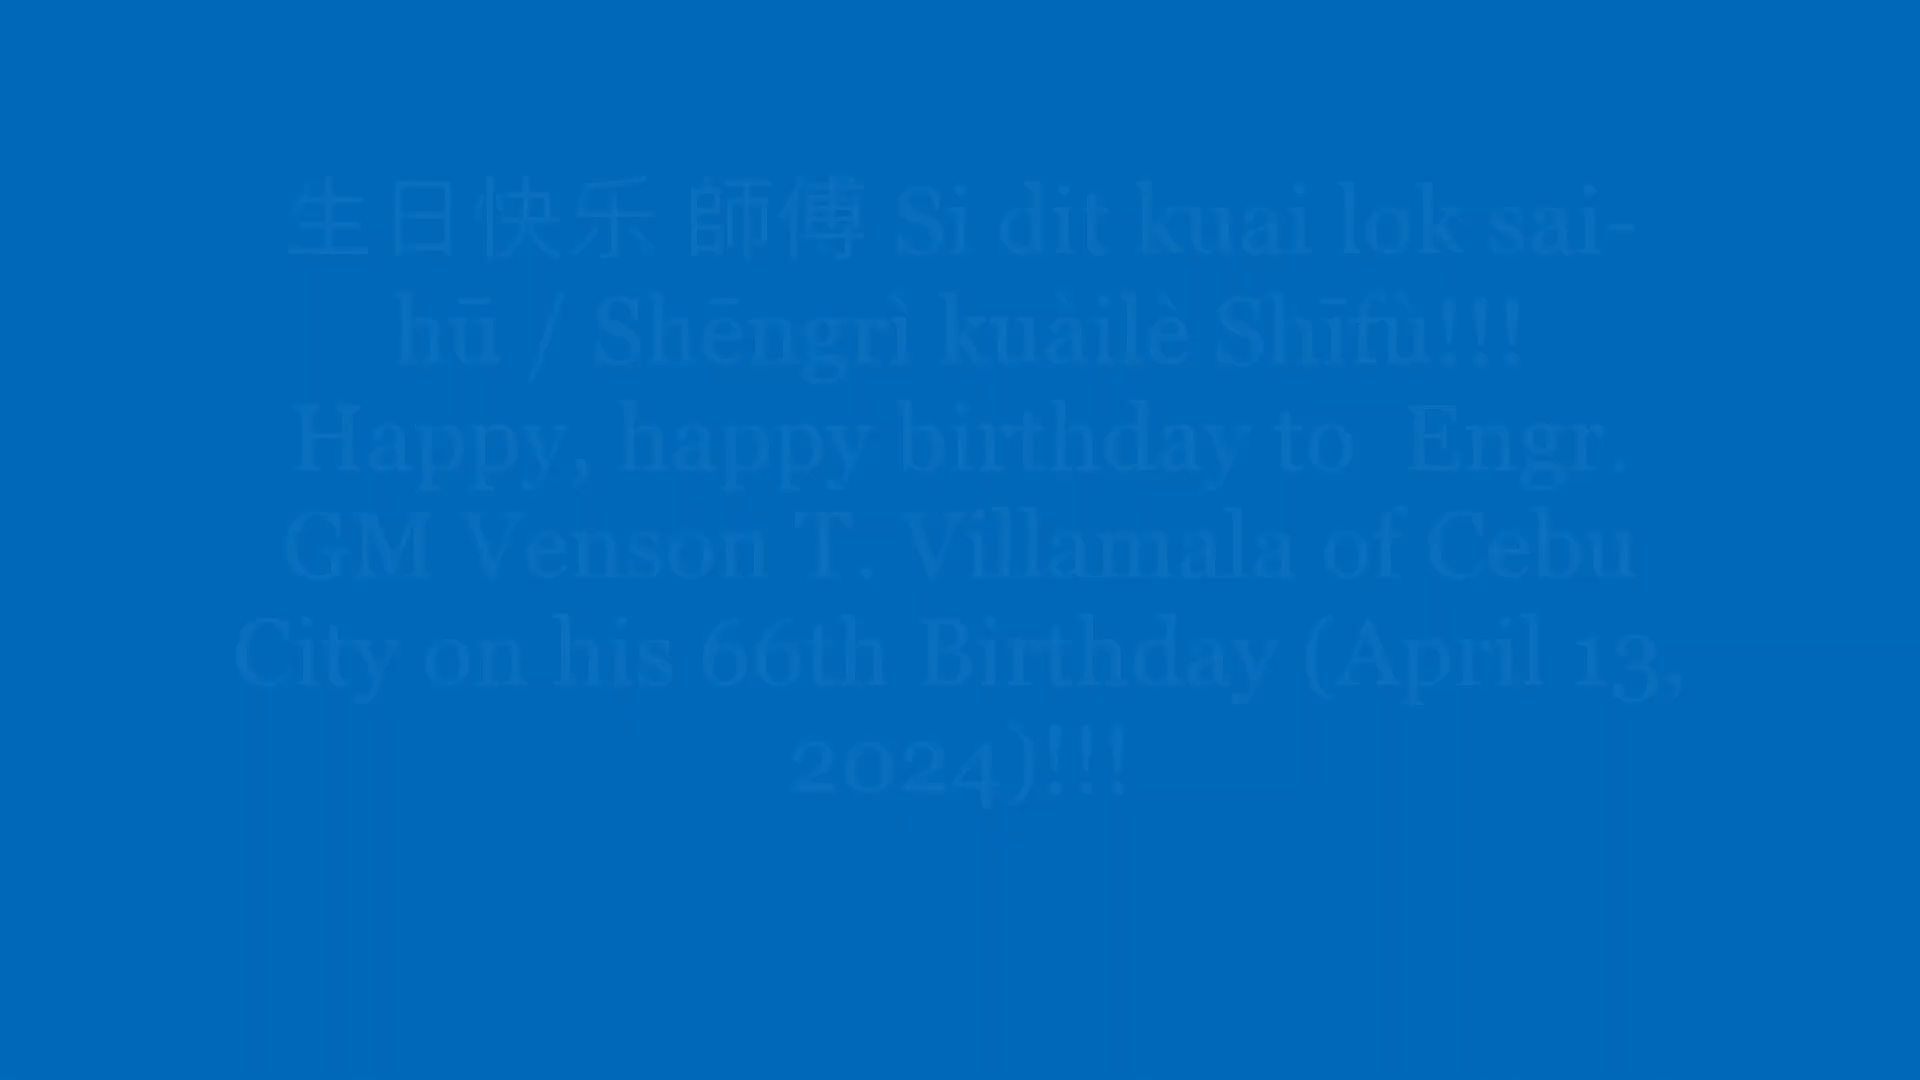 生日快乐 師傅 Si dit kuai lok sai-
hū / Shēngrì kuàilè Shīfù!!!
Happy, happy birthday to  Engr.
GM Venson T. Villamala of Cebu
City on his 66th Birthday (April 13,
2024)!!!